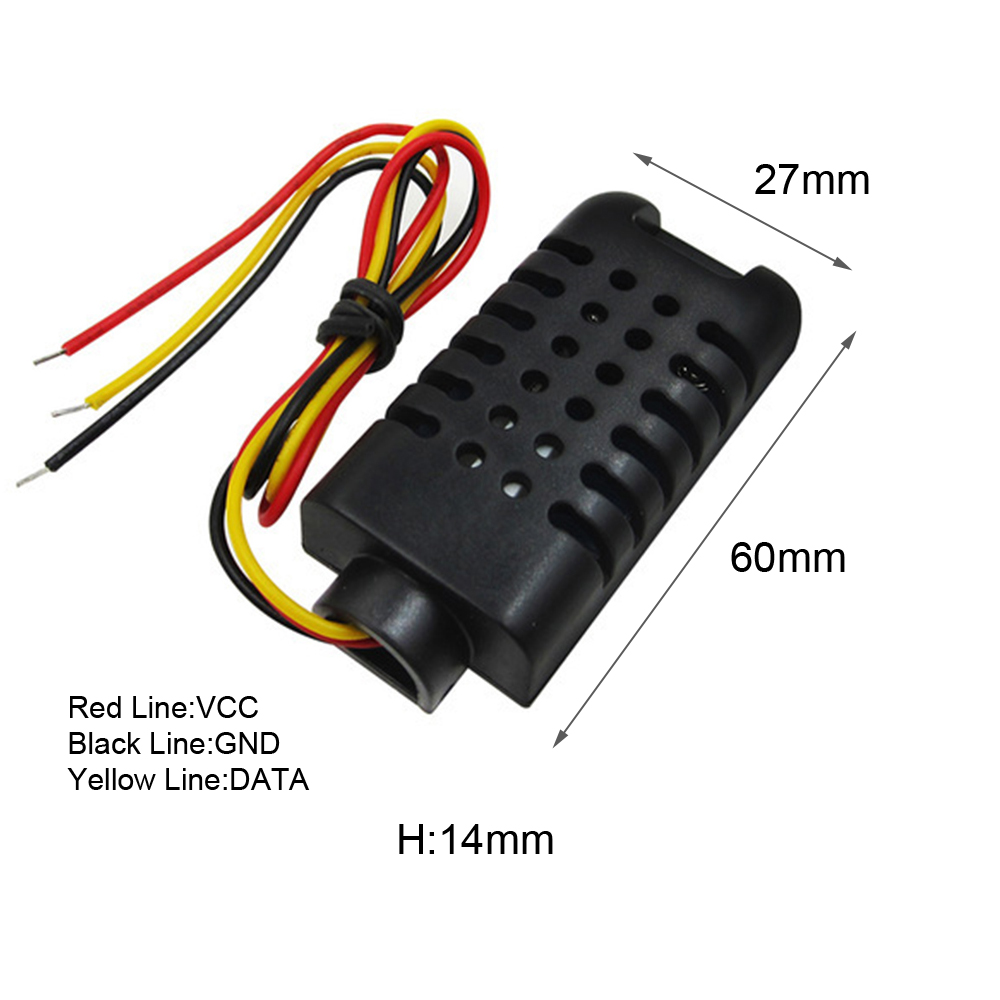 27mm
60mm
Red Line:VCC
Black Line:GND
Yellow Line:DATA
H:14mm